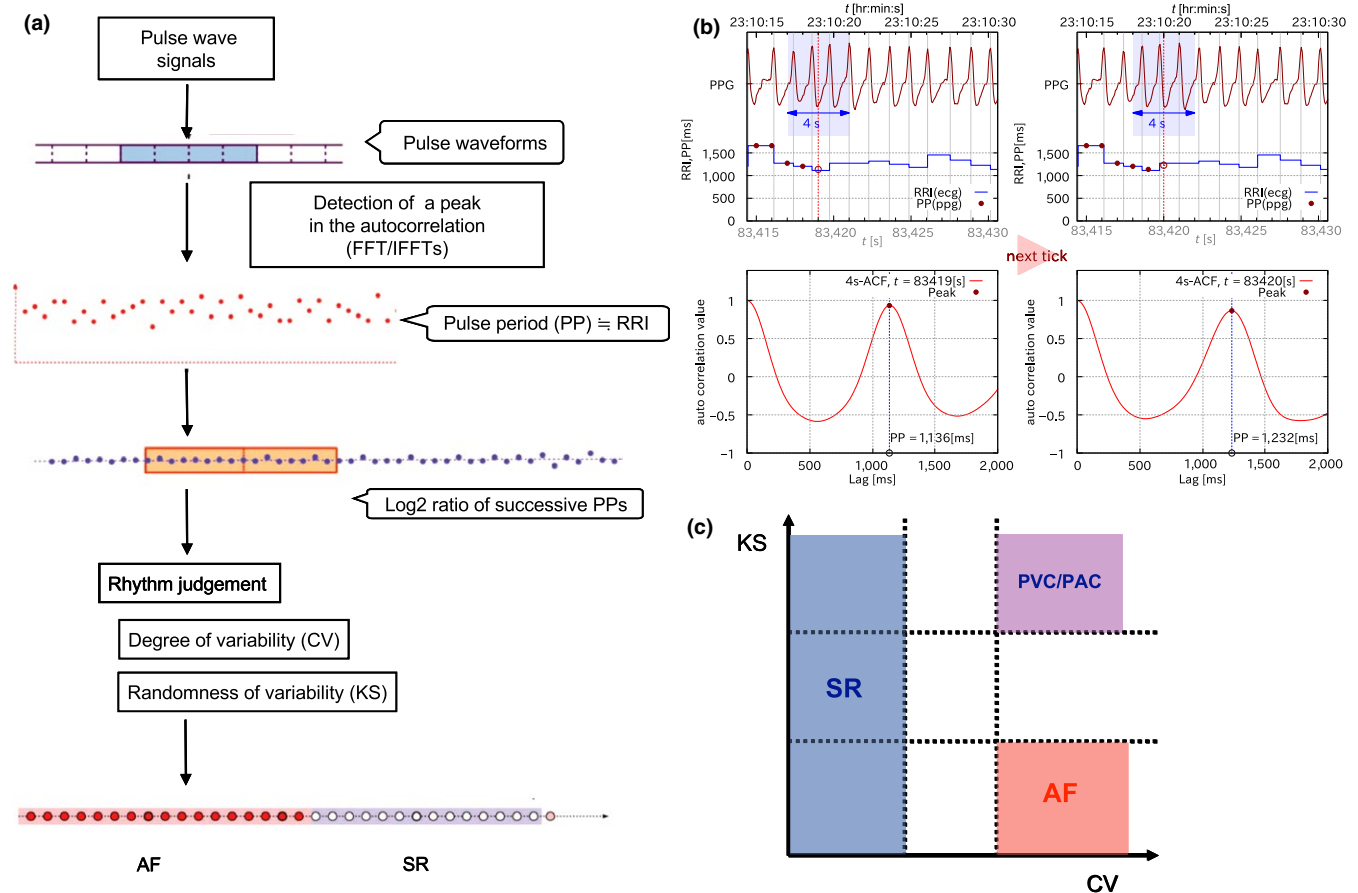 (a)
Pulse wave
signals
Pulse waveforms
Detection of a peak
in the autocorrelation
(FFT/IFFTs)
Pulse period (PP) ≒ RRI
Log2 ratio of successive PPs
Rhythm judgement
Degree of variability (CV)
Randomness of variability (KS)
AF SR
(b)
t [hr:min:s]
23:10:15 23:10:20 23:10:25 23:10:30
PPG
4 s
RRI,PP[ms]
1,500
1,000
500
0
RRI(ecg)
PP(ppg)
83,415 83,420 83,425 83,430
t [s]
t [hr:min:s]
23:10:15 23:10:20 23:10:25 23:10:30
PPG
4 s
RRI,PP[ms]
1,500
1,000
500
0
RRI(ecg)
PP(ppg)
83,415 83,420 83,425 83,430
t [s]
next tick
4s-ACF, t = 83419[s]
Peak
auto correlation value
1
0.5
0
−0.5
−1
PP = 1,136[ms]
0 500 1,000 1,500 2,000
Lag [ms]
4s-ACF, t = 83420[s]
Peak
auto correlation value
1
0.5
0
−0.5
−1
PP = 1,232[ms]
0 500 1,000 1,500 2,000
Lag [ms]
(c)
KS
PVC/PAC
SR
AF
CV